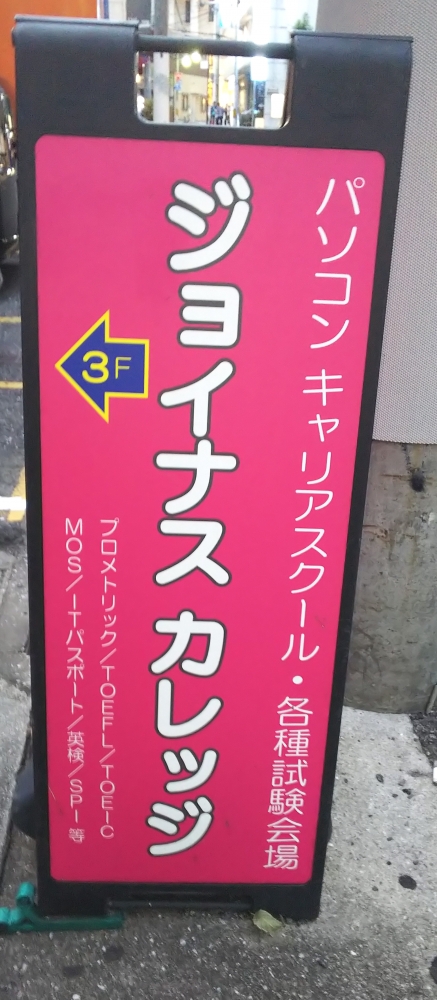 パソコン キャリアスクール・各種試験会場
ジョイナス カレッジ
3F
プロメトリック/TOEFL/TOEIC
MOS/ITパスポート/英検/SPI 等